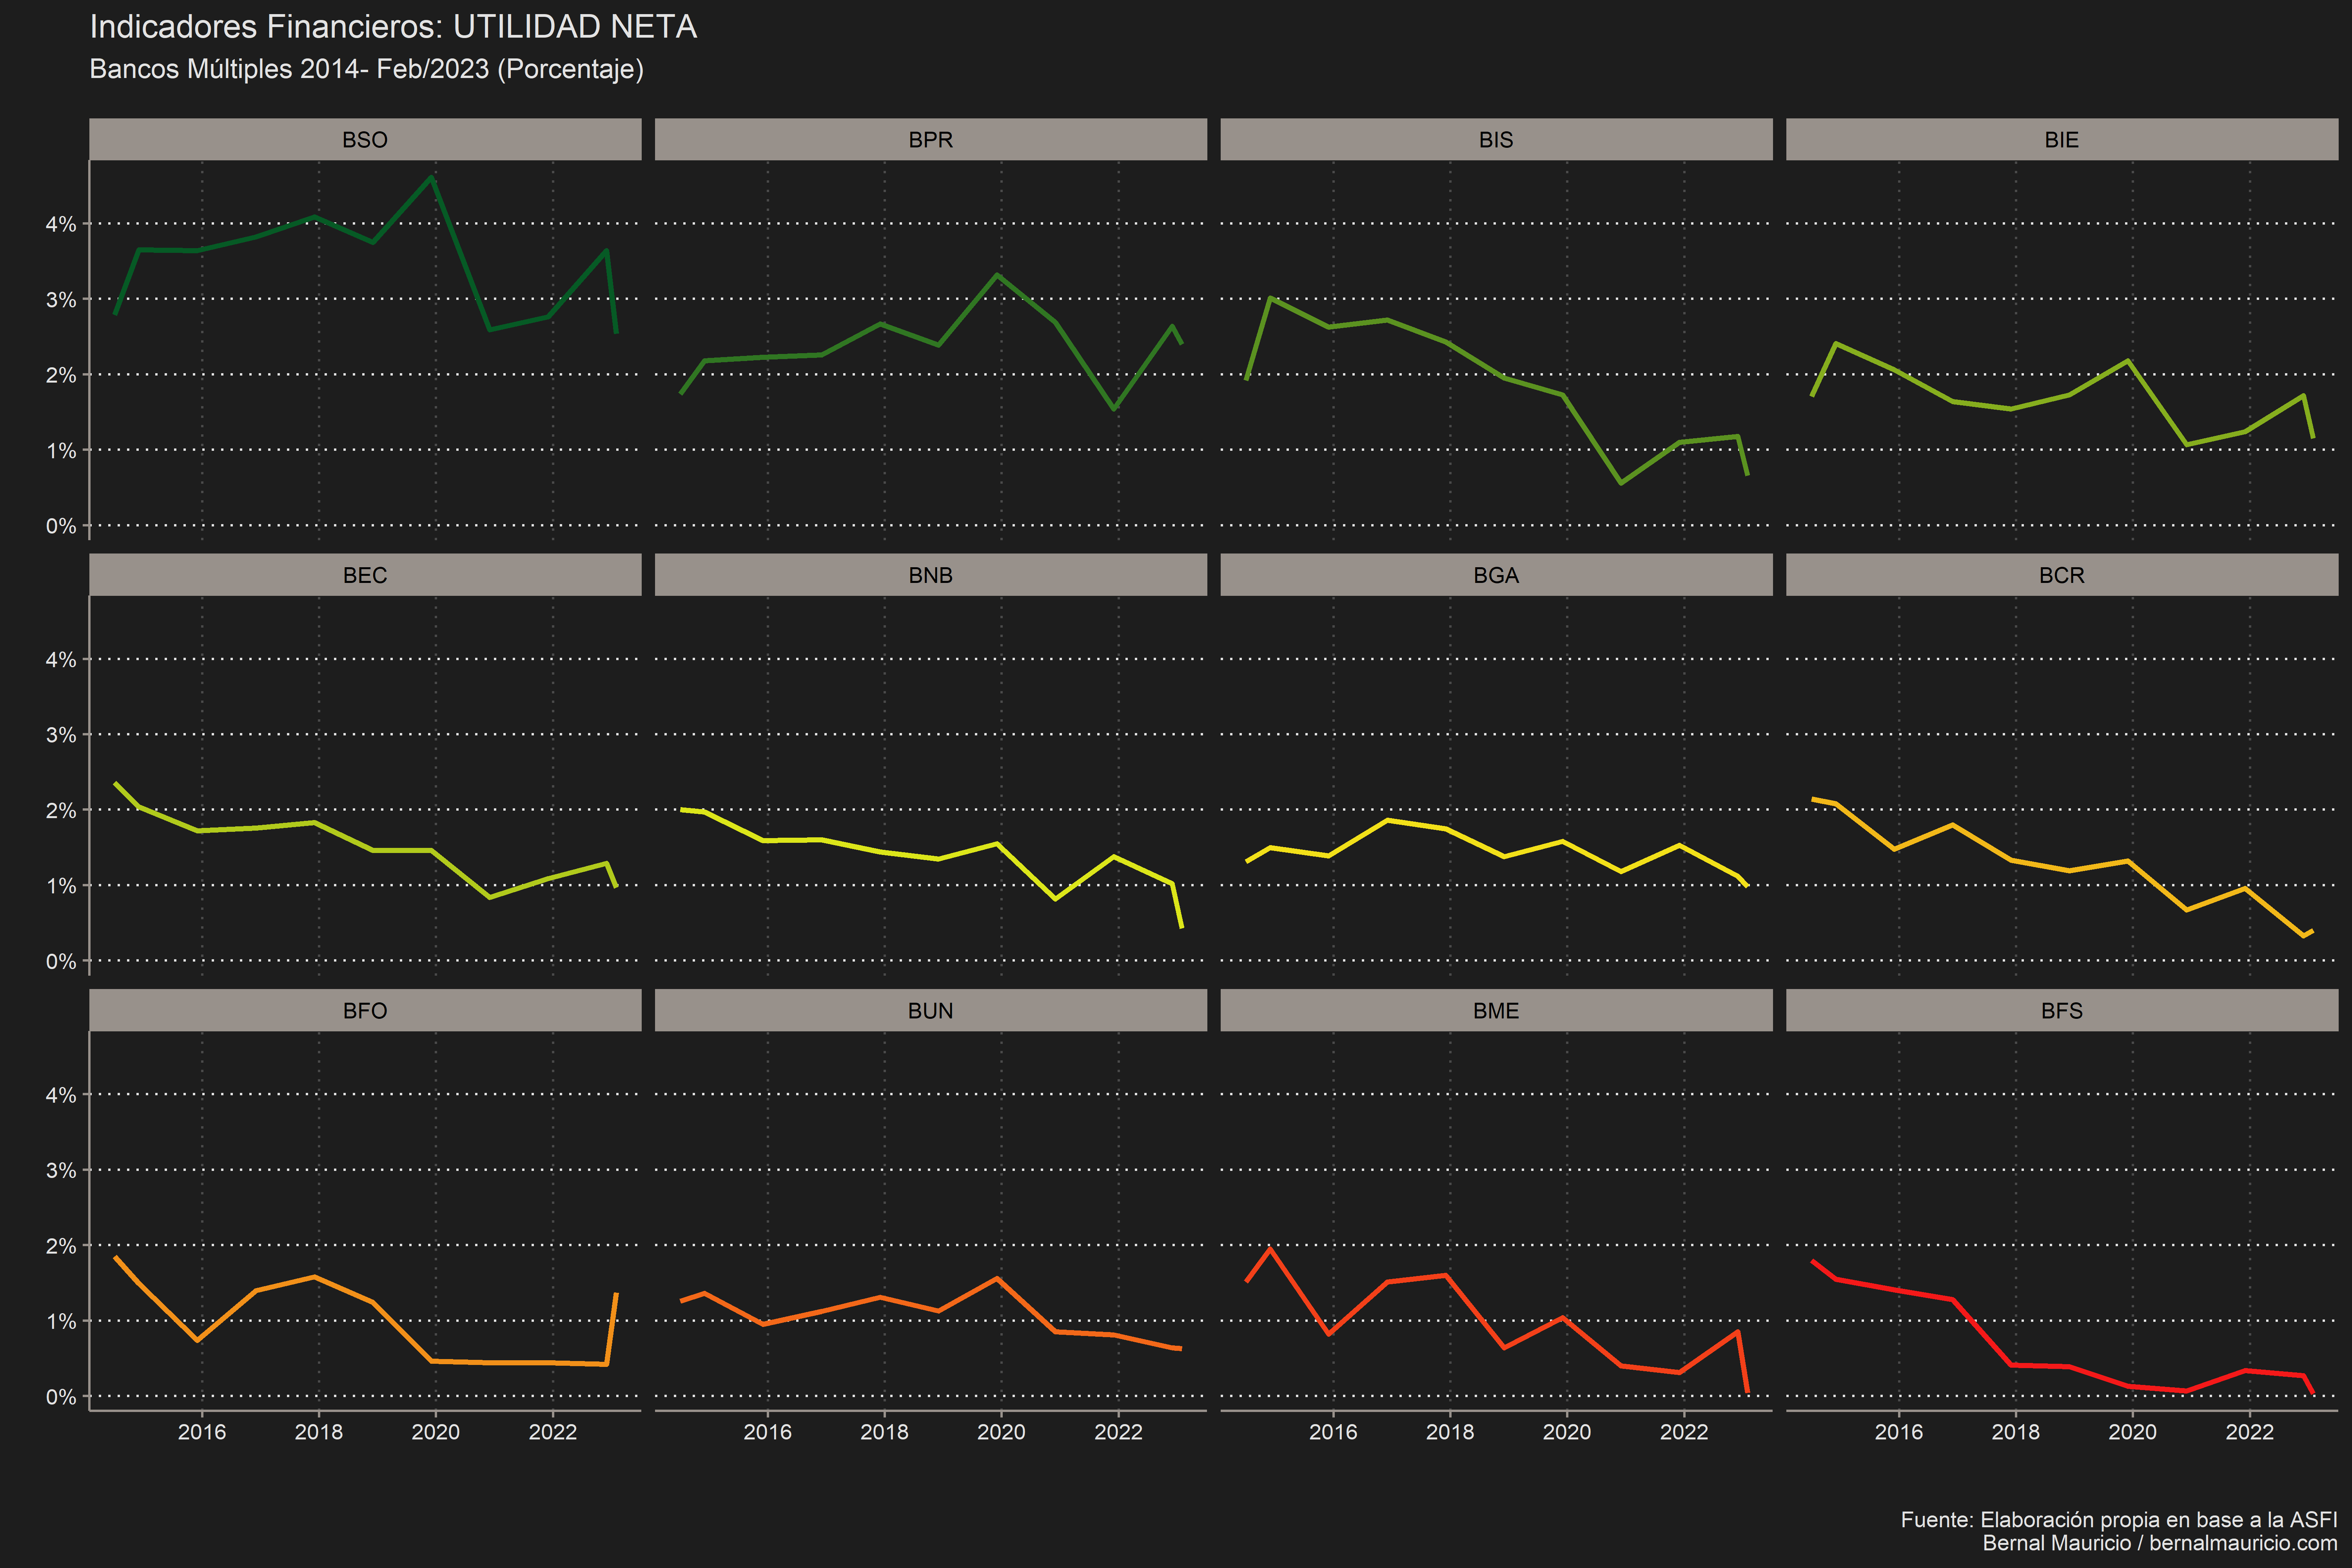 Indicadores Financieros: UTILIDAD NETA
Bancos Múltiples 2014- Feb/2023 (Porcentaje)
BSO
BPR
BIS
BIE
4%
3%
2%
1%
0%
BEC
BNB
BGA
BCR
4%
3%
2%
1%
0%
BFO
BUN
BME
BFS
4%
3%
2%
1%
0%
2016 2018 2020 2022
2016 2018 2020 2022
2016 2018 2020 2022
2016 2018 2020 2022
Fuente: Elaboración propia en base a la ASFI
Bernal Mauricio / bernalmauricio.com